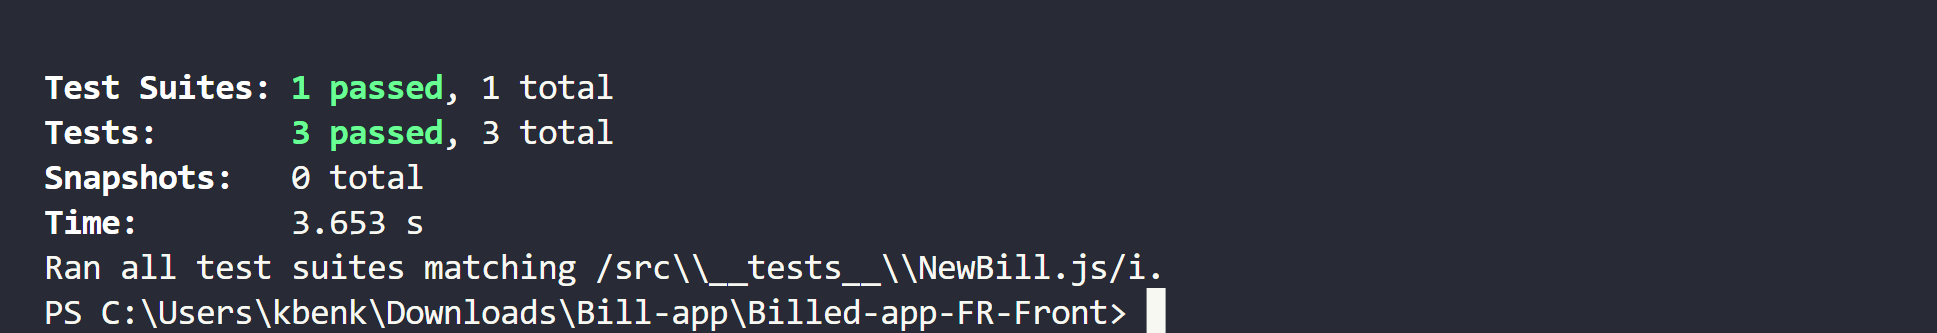 Test Suites: 1 passed, 1 total
Tests:       3 passed, 3 total
Snapshots:   0 total
Time:        3.653 s
Ran all test suites matching /src\\__tests__\\NewBill.js/i.
PS C:\Users\kbenk\Downloads\Bill-app\Billed-app-FR-Front>